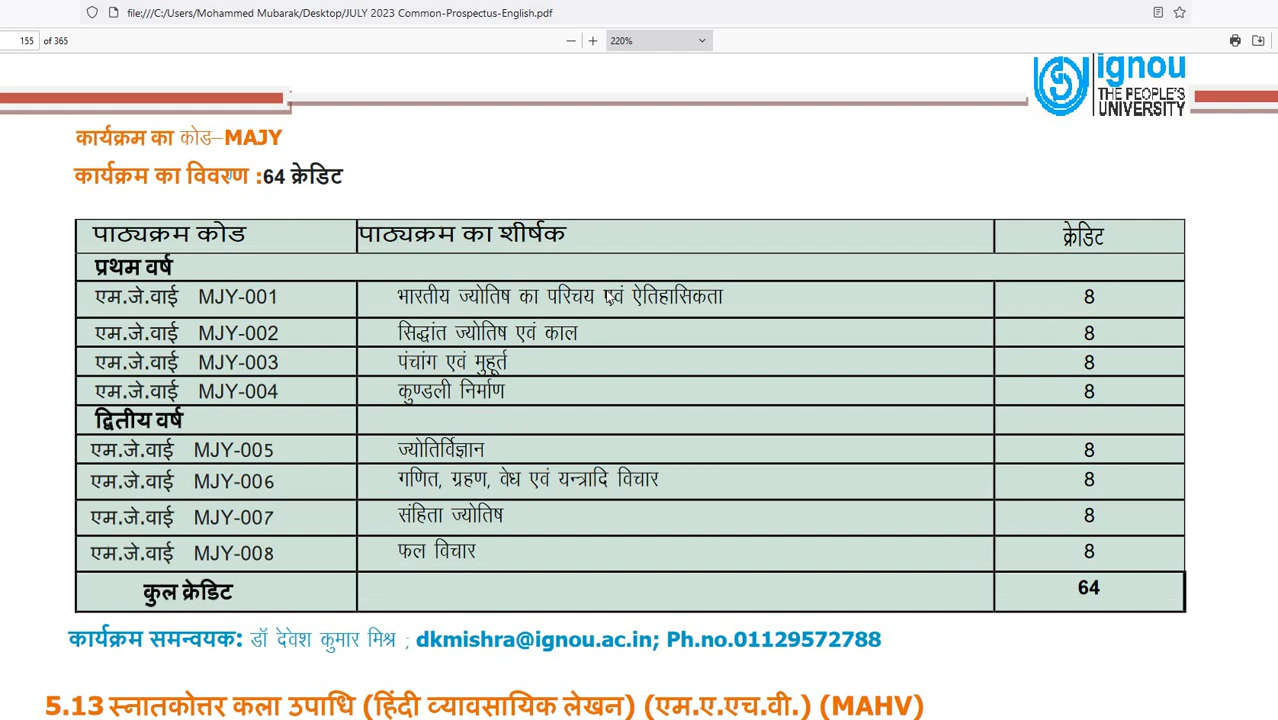 file:///C:/Users/Mohammed Mubarak/Desktop/JULY 2023 Common-Prospectus-English.pdf
155 of 365 220%
ignou
THE PEOPLE'S
UNIVERSITY
कार्यक्रम का कोड–MAJY
कार्यक्रम का विवरण :64 क्रेडिट
पाठ्यक्रम कोड पाठ्यक्रम का शीर्षक क्रेडिट
प्रथम वर्ष
एम.जे.वाई MJY-001 भारतीय ज्योतिष का परिचय एवं ऐतिहासिकता 8
एम.जे.वाई MJY-002 सिद्धांत ज्योतिष एवं काल 8
एम.जे.वाई MJY-003 पंचांग एवं मुहूर्त 8
एम.जे.वाई MJY-004 कुण्डली निर्माण 8
द्वितीय वर्ष
एम.जे.वाई MJY-005 ज्योतिर्विज्ञान 8
एम.जे.वाई MJY-006 गणित, ग्रहण, वेध एवं यन्त्रादि विचार 8
एम.जे.वाई MJY-007 संहिता ज्योतिष 8
एम.जे.वाई MJY-008 फल विचार 8
कुल क्रेडिट 64
कार्यक्रम समन्वयक: डॉ देवेश कुमार मिश्र ; dkmishra@ignou.ac.in; Ph.no.01129572788
5.13 स्नातकोत्तर कला उपाधि (हिंदी व्यावसायिक लेखन) (एम.ए.एच.वी.) (MAHV)